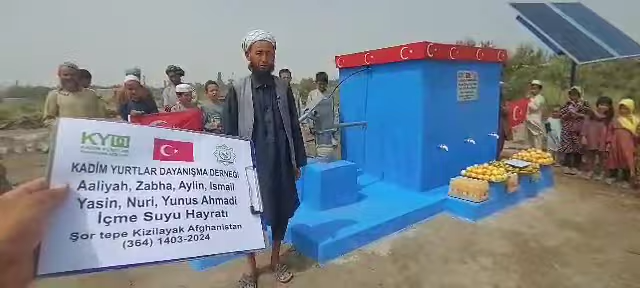 KYD
KADİM YURTLAR DAYANIŞMA DERNEĞİ
Aaliyah, Zabha, Aylin, Ismail
Yasin, Nuri, Yunus Ahmadi
İçme Suyu Hayratı
Şor tepe Kizilayak Afghanistan
(364) 1403-2024